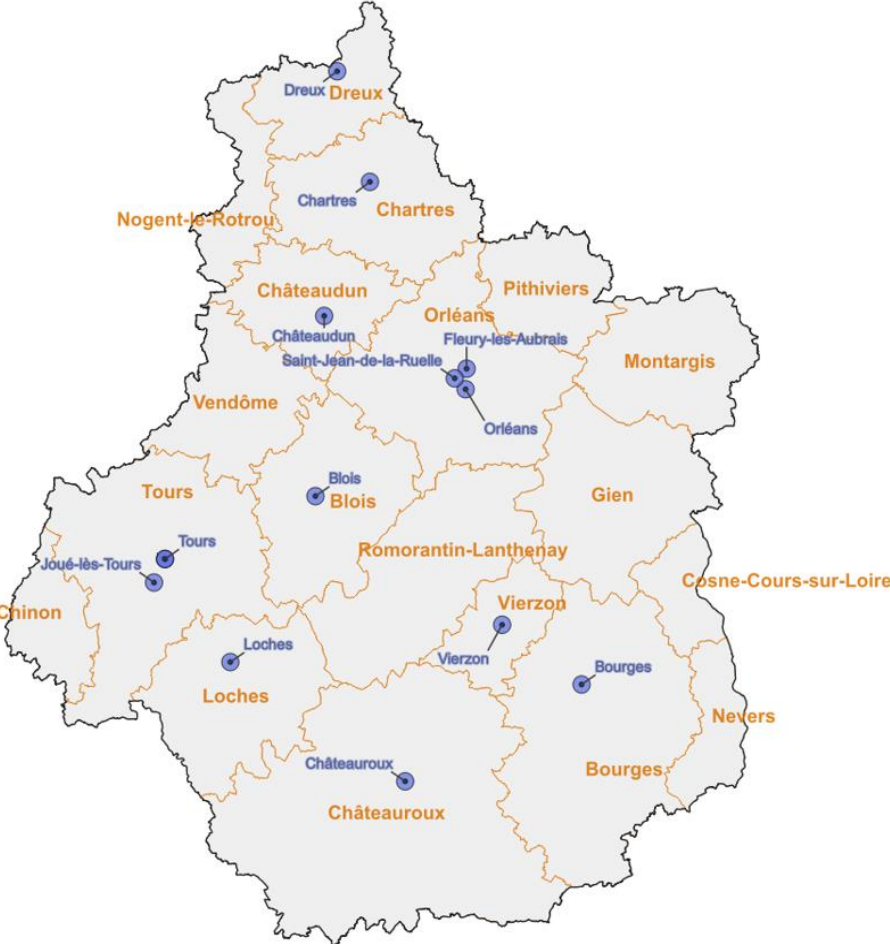 Dreux
Dreux
Chartres
Chartres
Nogent-le-Rotrou
Châteaudun
Pithiviers
Orléans
Châteaudun
Fleury-les-Aubrais
Saint-Jean-de-la-Ruelle
Montargis
Vendôme
Orléans
Blois
Tours
Blois
Gien
Tours
Romorantin-Lanthenay
Joué-lès-Tours
Cosne-Cours-sur-Loire
Vierzon
Chinon
Loches
Vierzon
Bourges
Loches
Nevers
Châteauroux
Bourges
Châteauroux